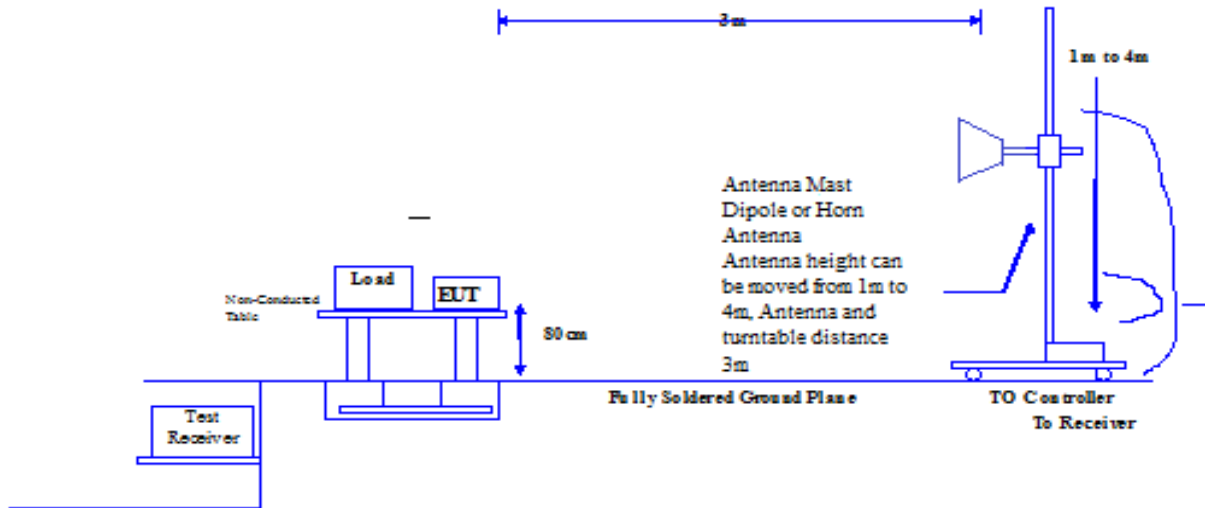 3m
1m to 4m
Antenna Mast
Dipole or Horn
Antenna
Antenna height can
be moved from 1m to
4m, Antenna and
turntable distance
3m
Load
EUT
Non-Conducted
Table
80cm
Fully Soldered Ground Plane
TO Controller
To Receiver
Test
Receiver